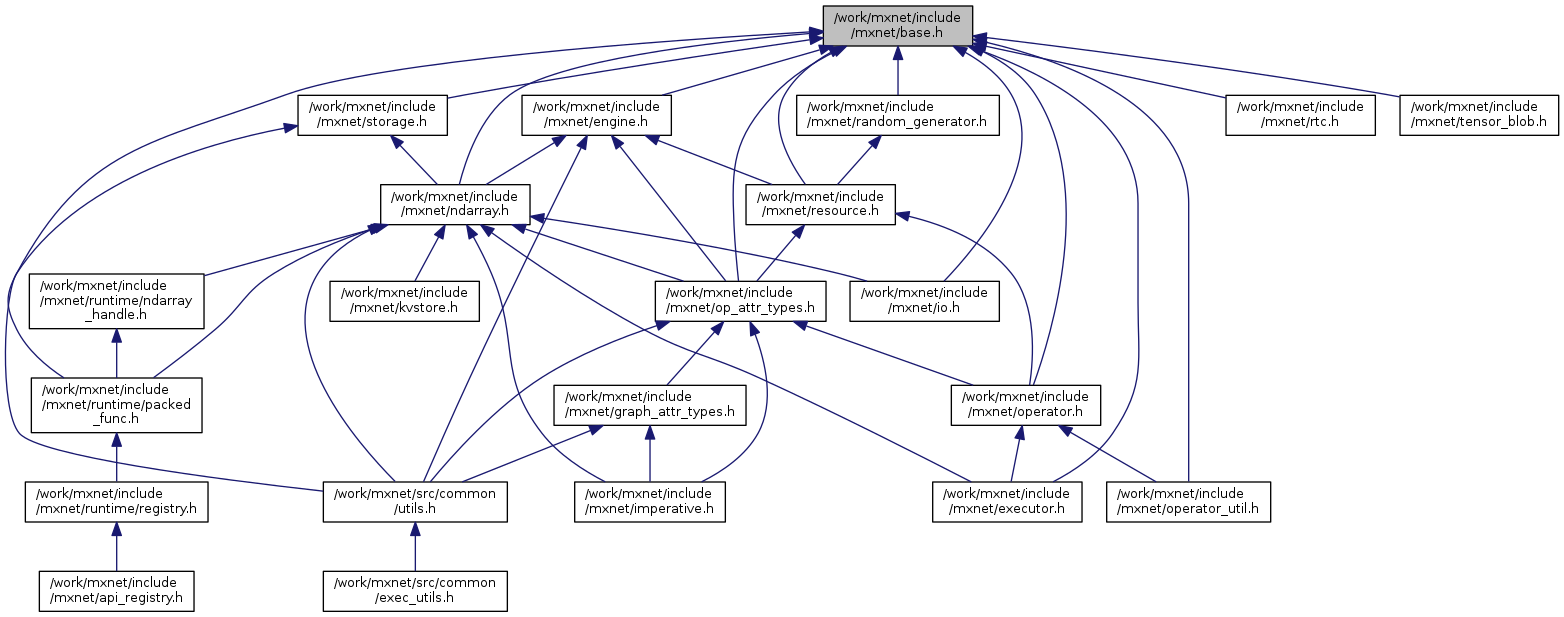 /work/mxnet/include
/mxnet/base.h
/work/mxnet/include
/mxnet/storage.h
/work/mxnet/include
/mxnet/engine.h
/work/mxnet/include
/mxnet/random_generator.h
/work/mxnet/include
/mxnet/rtc.h
/work/mxnet/include
/mxnet/tensor_blob.h
/work/mxnet/include
/mxnet/ndarray.h
/work/mxnet/include
/mxnet/resource.h
/work/mxnet/include
/mxnet/runtime/ndarray
_handle.h
/work/mxnet/include
/mxnet/kvstore.h
/work/mxnet/include
/mxnet/op_attr_types.h
/work/mxnet/include
/mxnet/io.h
/work/mxnet/include
/mxnet/runtime/packed
_func.h
/work/mxnet/include
/mxnet/graph_attr_types.h
/work/mxnet/include
/mxnet/operator.h
/work/mxnet/include
/mxnet/runtime/registry.h
/work/mxnet/src/common
/utils.h
/work/mxnet/include
/mxnet/imperative.h
/work/mxnet/include
/mxnet/executor.h
/work/mxnet/include
/mxnet/operator_util.h
/work/mxnet/include
/mxnet/api_registry.h
/work/mxnet/src/common
/exec_utils.h